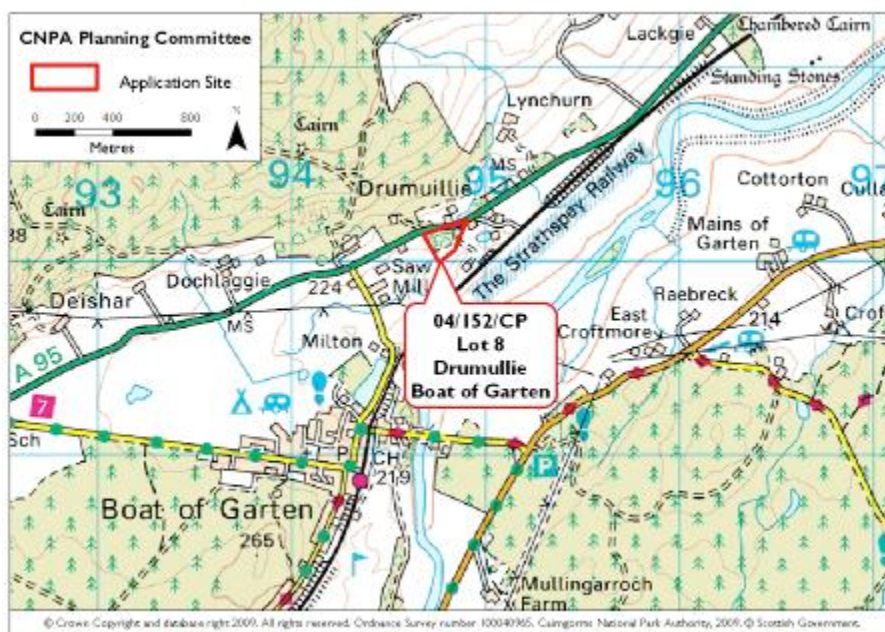 CNPA Planning Committee
Application Site
0 200 400 800
Metres
N
Lackgie
Chambered Cairn
Standing Stones
Lynchurn
Cairn
93
94
95
96
97
MS
Drumuillie
The Strathspey Railway
Cottorton
Culla
Mains of
Garten
Cairn
38
Dochlaggie
Deishar
224
Saw
Mill
C
MS
Raebreck
214
East
Croftmore
Crof
Milton
04/152/CP
Lot 8
Drumullie
Boat of Garten
A 95
7
Sch
P
CH
219
P
Boat of Garten
265
Mullingarroch
Farm
© Crown Copyright and database right 2009. All rights reserved. Ordnance Survey number 100040965. Cairngorms National Park Authority, 2009. © Scottish Government.